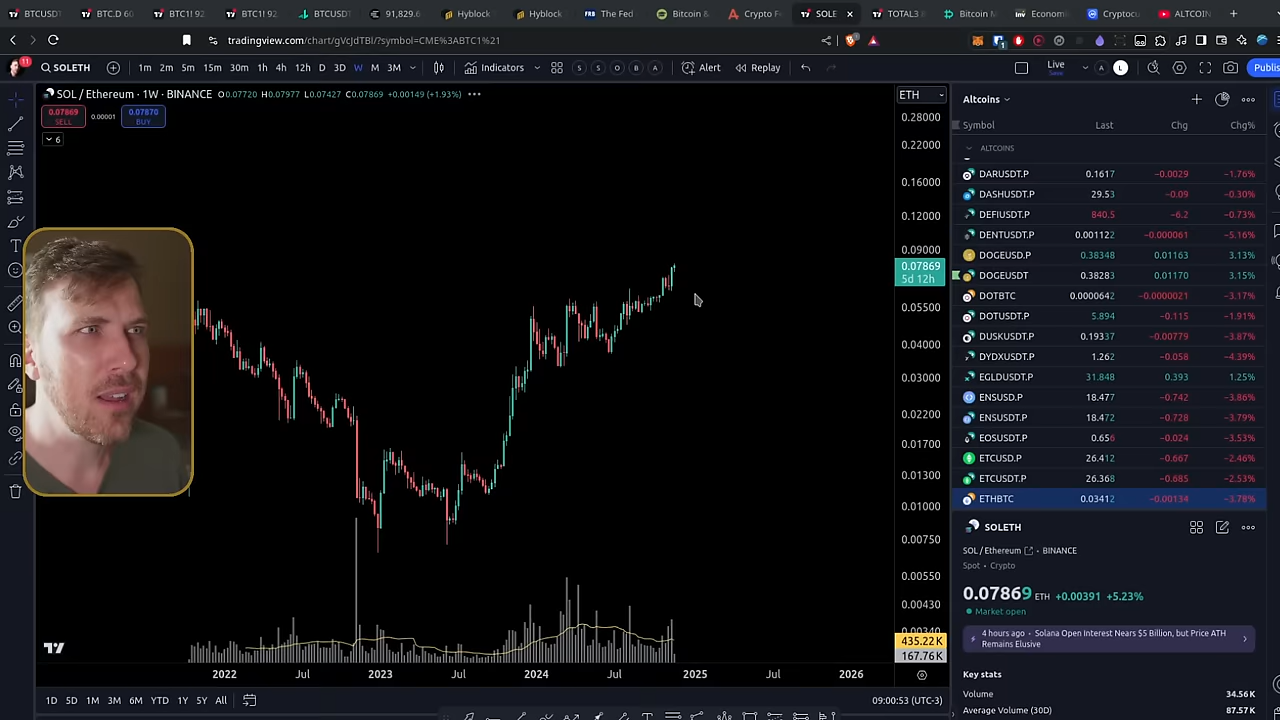 BTCUSDT
BTC.D 60
BTC1! 92
BTC1! 92
BTCUSDT
91,829.6
Hyblock
Hyblock
FRB The Fed
Bitcoin &
Crypto F
SOLE
TOTAL3
Bitcoin M
Inv Econom
Cryptocu
ALTCOIN
tradingview.com/chart/gVcJdTBl/?symbol=CME%3ABTC1%21
11
SOLETH
1m 2m 5m 15m 30m 1h 4h 12h D 3D W M 3M
Indicators
S S O B A
Alert
Replay
Live
A L
Publis
SOL / Ethereum · 1W · BINANCE O0.07720 H0.07977 L0.07427 C0.07869 +0.00149 (+1.93%)
0.07869
SELL
0.00001
0.07870
BUY
6
ETH
0.28000
0.22000
0.16000
0.12000
0.09000
0.07869
5d 12h
0.05500
0.04000
0.03000
0.02200
0.01700
0.01300
0.01000
0.00750
0.00550
0.00430
435.22K
167.76K
2022 Jul 2023 Jul 2024 Jul 2025 Jul 2026
1D 5D 1M 3M 6M YTD 1Y 5Y All
09:00:53 (UTC-3)
Altcoins
Symbol Last Chg Chg%
ALTCOINS
DARUSDT.P 0.1617 −0.0029 −1.76%
DASHUSDT.P 29.53 −0.09 −0.30%
DEFIUSDT.P 840.5 −6.2 −0.73%
DENTUSDT.P 0.001122 −0.000061 −5.16%
DOGEUSD.P 0.38348 0.01163 3.13%
DOGEUSDT 0.38283 0.01170 3.15%
DOTBTC 0.0000642 −0.0000021 −3.17%
DOTUSDT.P 5.894 −0.115 −1.91%
DUSKUSDT.P 0.19337 −0.00779 −3.87%
DYDXUSDT.P 1.262 −0.058 −4.39%
EGLDUSDT.P 31.848 0.393 1.25%
ENSUSD.P 18.477 −0.742 −3.86%
ENSUSDT.P 18.472 −0.728 −3.79%
EOSUSDT.P 0.656 −0.024 −3.53%
ETCUSD.P 26.412 −0.667 −2.46%
ETCUSDT.P 26.368 −0.685 −2.53%
ETHBTC 0.03412 −0.00134 −3.78%
SOLETH
SOL / Ethereum · BINANCE
Spot · Crypto
0.07869 ETH +0.00391 +5.23%
Market open
4 hours ago · Solana Open Interest Nears $5 Billion, but Price ATH
Remains Elusive
Key stats
Volume 34.56K
Average Volume (30D) 87.57K